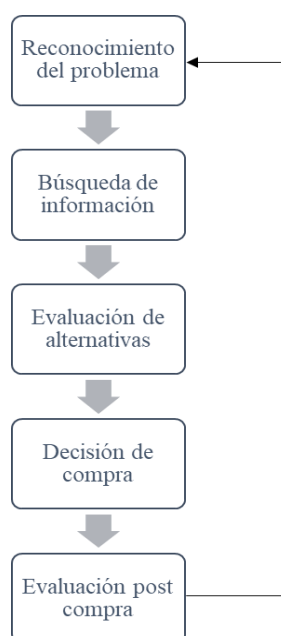 Reconocimiento
del problema
Búsqueda de
información
Evaluación de
alternativas
Decisión de
compra
Evaluación post
compra